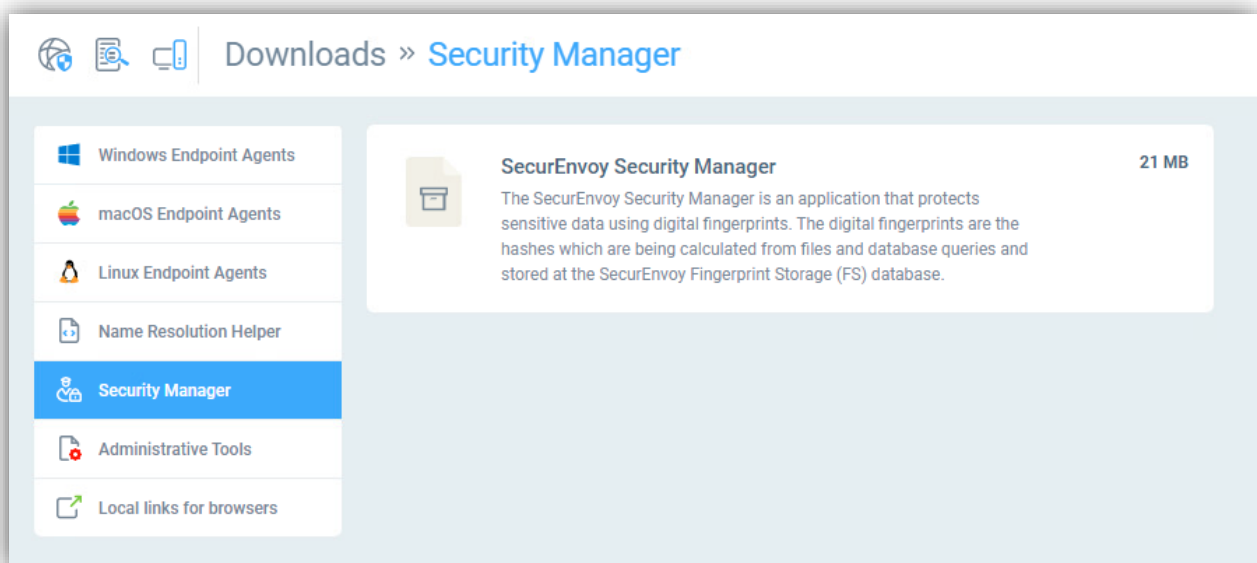 Downloads » Security Manager
Windows Endpoint Agents
macOS Endpoint Agents
Linux Endpoint Agents
Name Resolution Helper
Security Manager
Administrative Tools
Local links for browsers
SecurEnvoy Security Manager
21 MB
The SecurEnvoy Security Manager is an application that protects
sensitive data using digital fingerprints. The digital fingerprints are the
hashes which are being calculated from files and database queries and
stored at the SecurEnvoy Fingerprint Storage (FS) database.